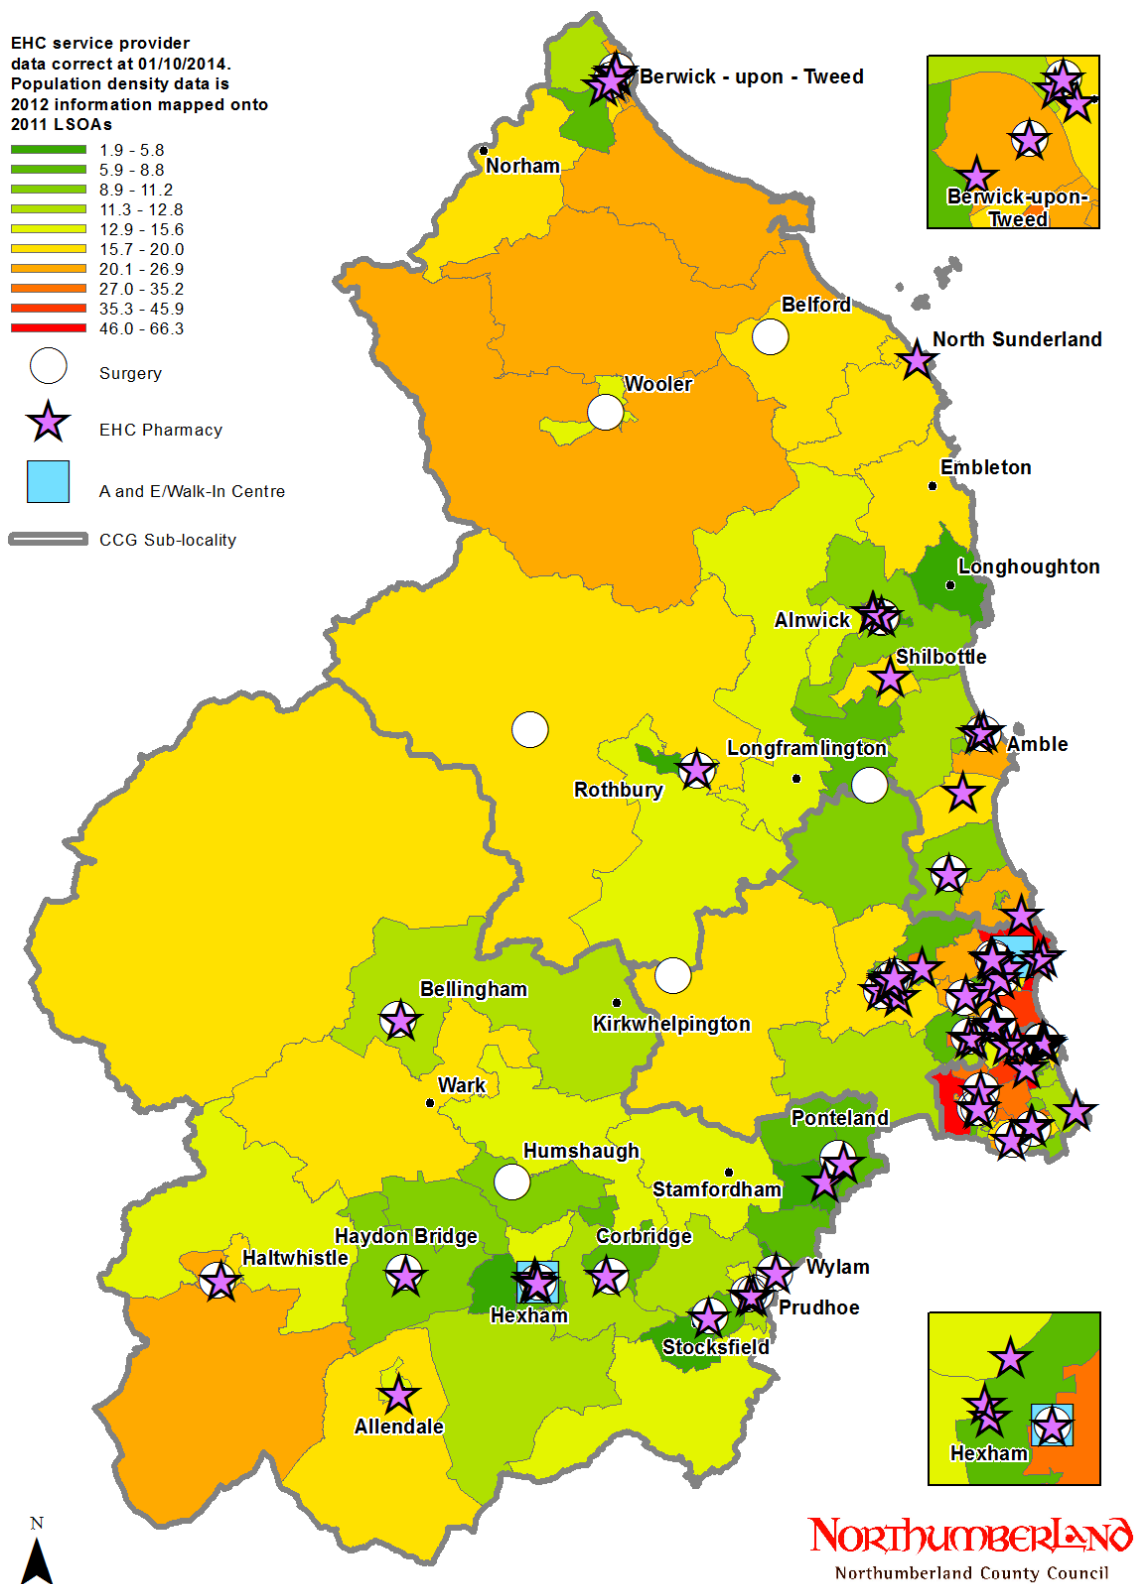 EHC service provider
data correct at 01/10/2014.
Population density data is
2012 information mapped onto
2011 LSOAs
1.9 - 5.8
5.9 - 8.8
8.9 - 11.2
11.3 - 12.8
12.9 - 15.6
15.7 - 20.0
20.1 - 26.9
27.0 - 35.2
35.3 - 45.9
46.0 - 66.3
Surgery
EHC Pharmacy
A and E/Walk-In Centre
CCG Sub-locality
Berwick - upon - Tweed
Norham
Berwick-upon-
Tweed
Belford
North Sunderland
Wooler
Embleton
Longhoughton
Alnwick
Shilbottle
Longframlington
Amble
Rothbury
Bellingham
Kirkwhelpington
Wark
Ponteland
Humshaugh
Stamfordham
Haydon Bridge
Corbridge
Haltwhistle
Wylam
Hexham
Prudhoe
Stocksfield
Allendale
Hexham
N
NORTHUMBERLAND
Northumberland County Council